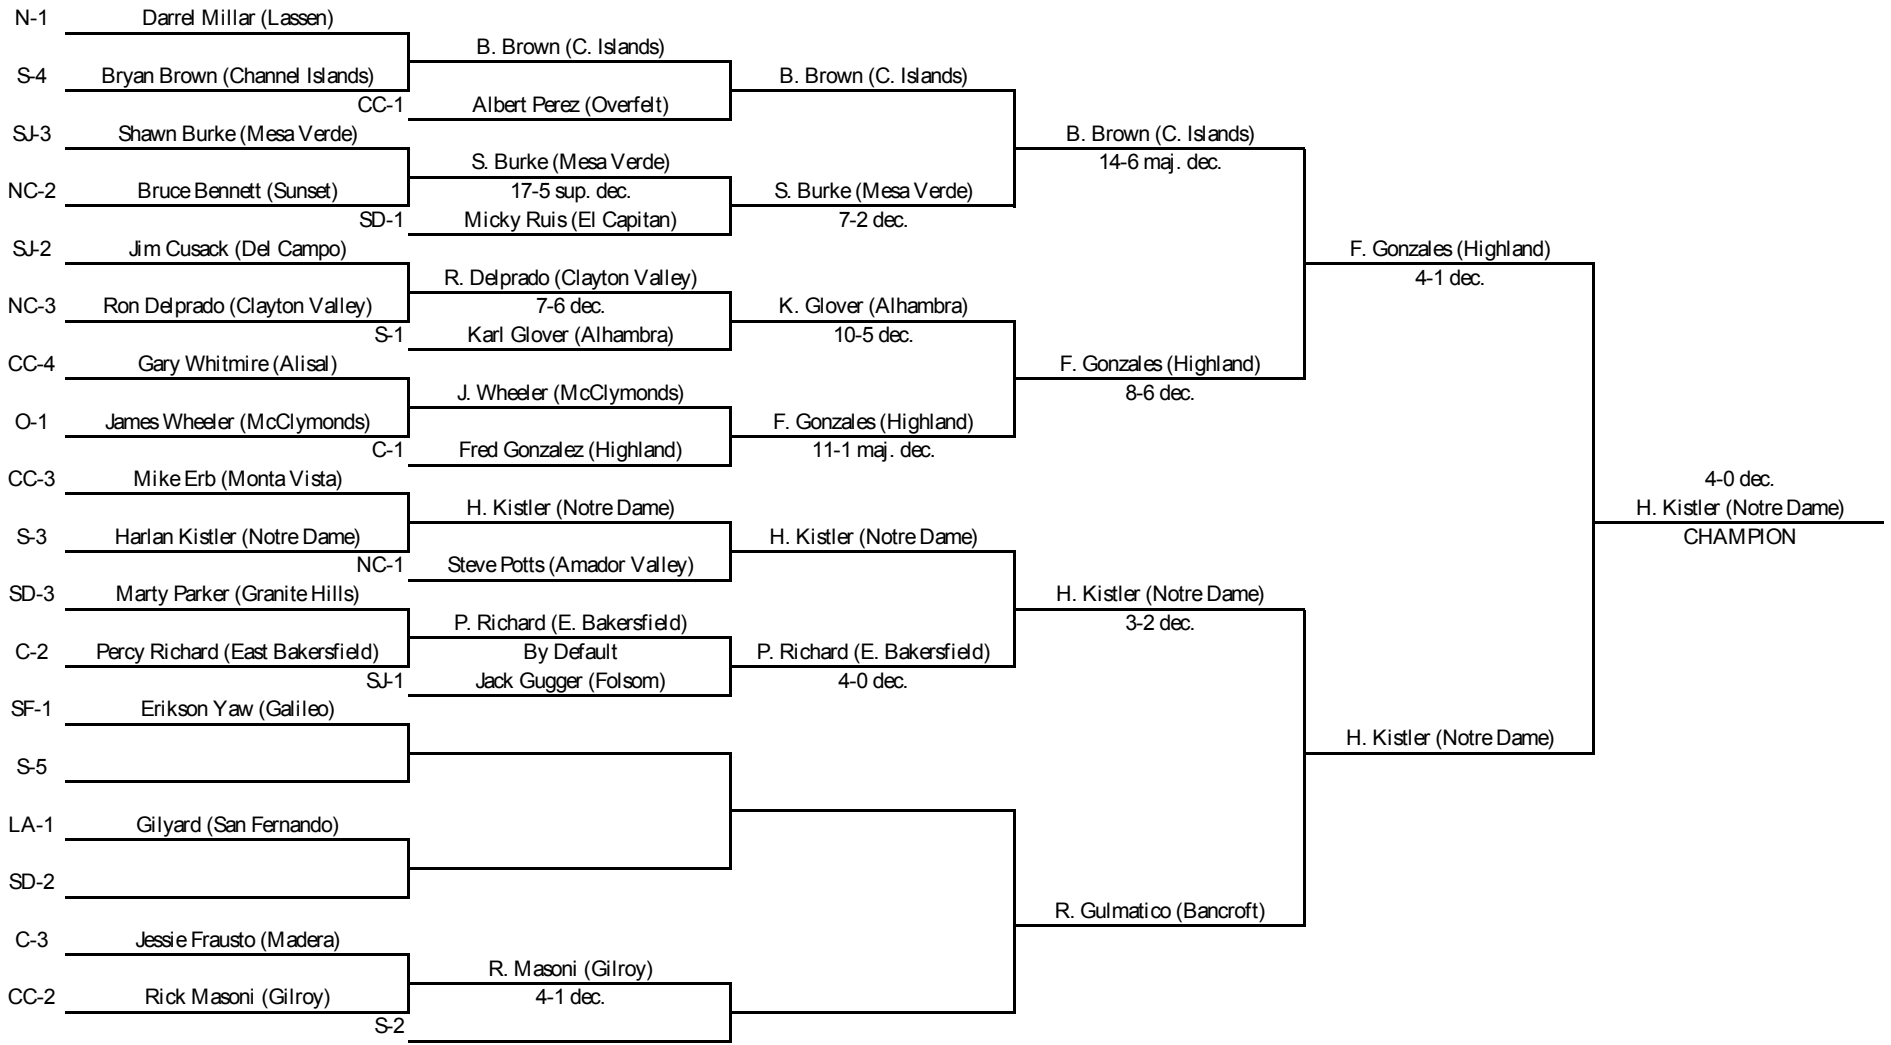 N-1 Darrel Millar (Lassen)
B. Brown (C. Islands)
S-4 Bryan Brown (Channel Islands) B. Brown (C. Islands)
CC-1 Albert Perez (Overfelt)
SJ-3 Shawn Burke (Mesa Verde) B. Brown (C. Islands)
S. Burke (Mesa Verde) 14-6 maj. dec.
NC-2 Bruce Bennett (Sunset) 17-5 sup. dec. S. Burke (Mesa Verde)
SD-1 Micky Ruis (El Capitan) 7-2 dec.
SJ-2 Jim Cusack (Del Campo) F. Gonzales (Highland)
R. Delprado (Clayton Valley) 4-1 dec.
NC-3 Ron Delprado (Clayton Valley) 7-6 dec. K. Glover (Alhambra)
S-1 Karl Glover (Alhambra) 10-5 dec.
CC-4 Gary Whitmire (Alisal) F. Gonzales (Highland)
J. Wheeler (McClymonds) 8-6 dec.
O-1 James Wheeler (McClymonds) F. Gonzales (Highland)
C-1 Fred Gonzalez (Highland) 11-1 maj. dec.
CC-3 Mike Erb (Monta Vista) 4-0 dec.
H. Kistler (Notre Dame) H. Kistler (Notre Dame)
S-3 Harlan Kistler (Notre Dame) H. Kistler (Notre Dame) CHAMPION
NC-1 Steve Potts (Amador Valley)
SD-3 Marty Parker (Granite Hills) H. Kistler (Notre Dame)
P. Richard (E. Bakersfield) 3-2 dec.
C-2 Percy Richard (East Bakersfield) By Default P. Richard (E. Bakersfield)
SJ-1 Jack Gugger (Folsom) 4-0 dec.
SF-1 Erikson Yaw (Galileo)
H. Kistler (Notre Dame)
S-5
LA-1 Gilyard (San Fernando)
SD-2
R. Gulmatico (Bancroft)
C-3 Jessie Frausto (Madera)
R. Masoni (Gilroy)
CC-2 Rick Masoni (Gilroy) 4-1 dec.
S-2